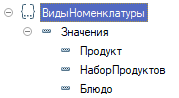 ВидыНоменклатуры
Значения
Продукт
НаборПродуктов
Блюдо